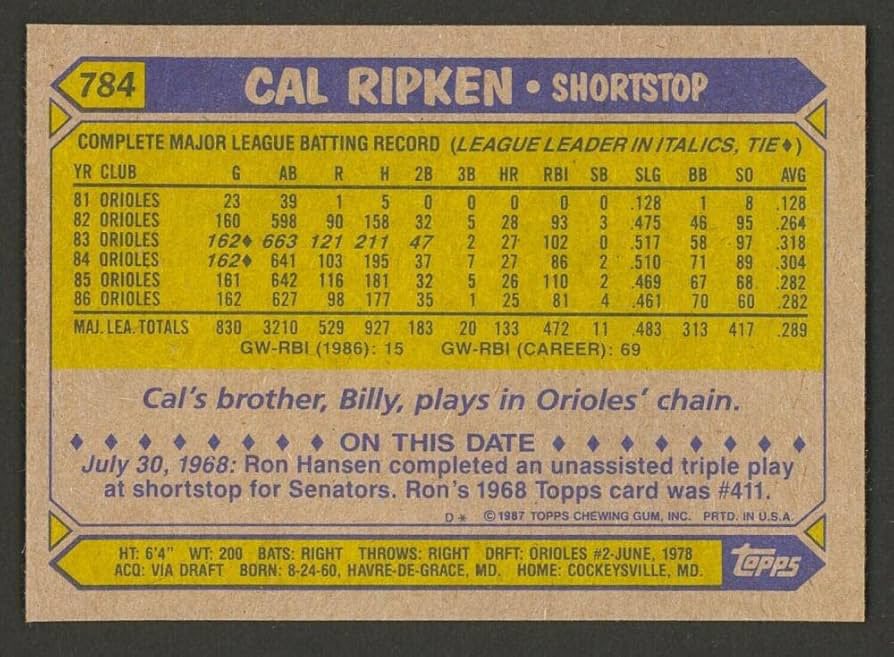 784 CAL RIPKEN • SHORTSTOP
COMPLETE MAJOR LEAGUE BATTING RECORD (LEAGUE LEADER IN ITALICS, TIE♦)
YR CLUB G AB R H 2B 3B HR RBI SB SLG BB SO AVG
81 ORIOLES 23 39 1 5 0 0 0 0 0 .128 1 8 .128
82 ORIOLES 160 598 90 158 32 5 28 93 3 .475 46 95 .264
83 ORIOLES 162♦ 663 121 211 47 2 27 102 0 .517 58 97 .318
84 ORIOLES 162♦ 641 103 195 37 7 27 86 2 .510 71 89 .304
85 ORIOLES 161 642 116 181 32 5 26 110 2 .469 67 68 .282
86 ORIOLES 162 627 98 177 35 1 25 81 4 .461 70 60 .282
MAJ. LEA. TOTALS 830 3210 529 927 183 20 133 472 11 .483 313 417 .289
GW-RBI (1986): 15 GW-RBI (CAREER): 69
Cal's brother, Billy, plays in Orioles' chain.
♦ ♦ ♦ ♦ ♦ ♦ ♦ ♦ ON THIS DATE ♦ ♦ ♦ ♦ ♦ ♦ ♦ ♦
July 30, 1968: Ron Hansen completed an unassisted triple play
at shortstop for Senators. Ron's 1968 Topps card was #411.
D* ©1987 TOPPS CHEWING GUM, INC. PRTD. IN U.S.A.
HT: 6'4" WT: 200 BATS: RIGHT THROWS: RIGHT DRFT: ORIOLES #2-JUNE, 1978
ACQ: VIA DRAFT BORN: 8-24-60, HAVRE-DE-GRACE, MD. HOME: COCKEYSVILLE, MD.
Topps